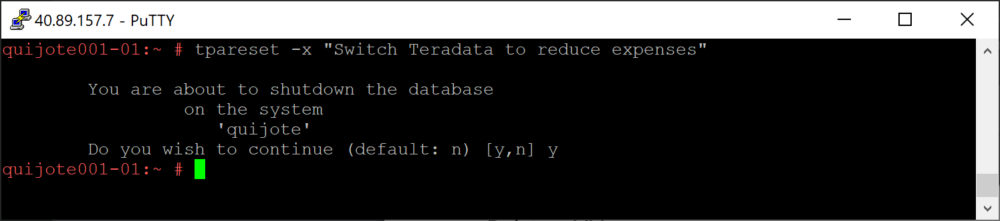 40.89.157.7 - PuTTY
quijote001-01:~ # tpareset -x "Switch Teradata to reduce expenses"
You are about to shutdown the database
on the system
'quijote'
Do you wish to continue (default: n) [y,n] y
quijote001-01:~ #